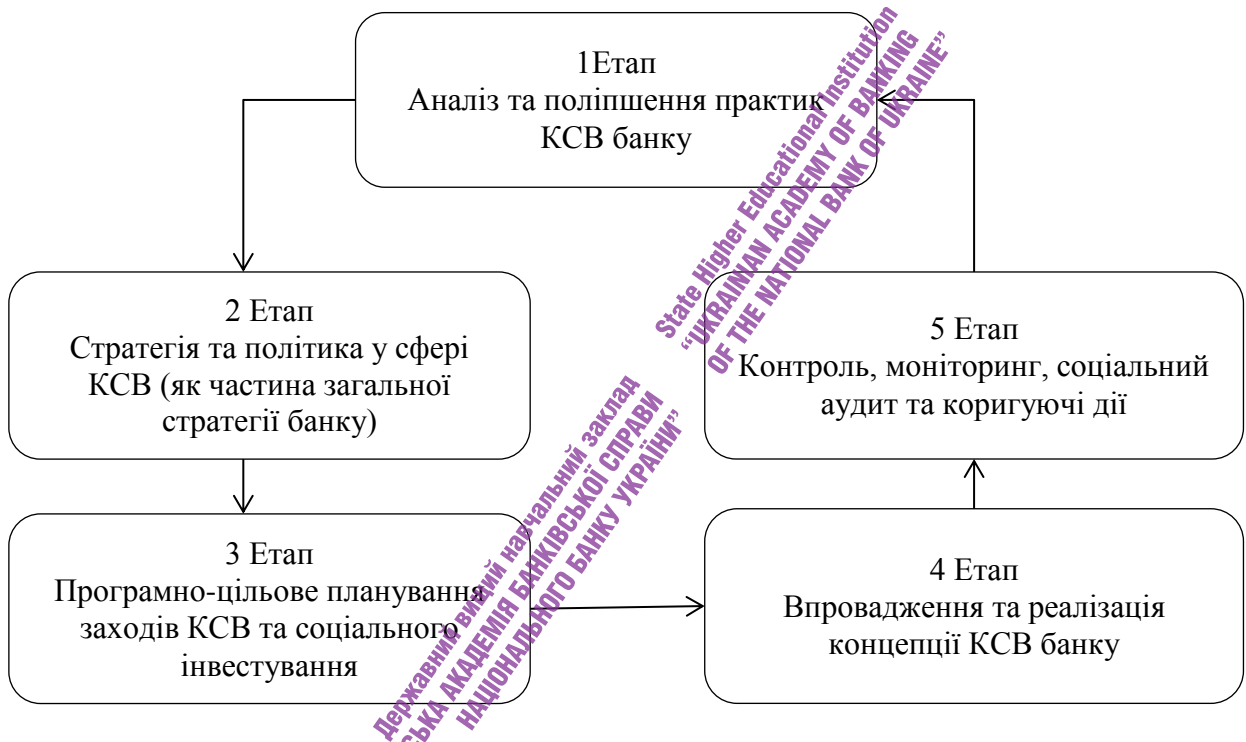 1Етап
Аналіз та поліпшення практик
КСВ банку
2 Етап
Стратегія та політика у сфері
КСВ (як частина загальної
стратегії банку)
3 Етап
Програмно-цільове планування
заходів КСВ та соціального
інвестування
4 Етап
Впровадження та реалізація
концепції КСВ банку
5 Етап
Контроль, моніторинг, соціальний
аудит та коригуючі дії
Державний вищий навчальний заклад
АКАДЕМІЯ БАНКІВСЬКОЇ СПРАВИ
НАЦІОНАЛЬНОГО БАНКУ УКРАЇНИ”
State Higher Educational Institution
“UKRAINIAN ACADEMY OF BANKING
OF THE NATIONAL BANK OF UKRAINE”